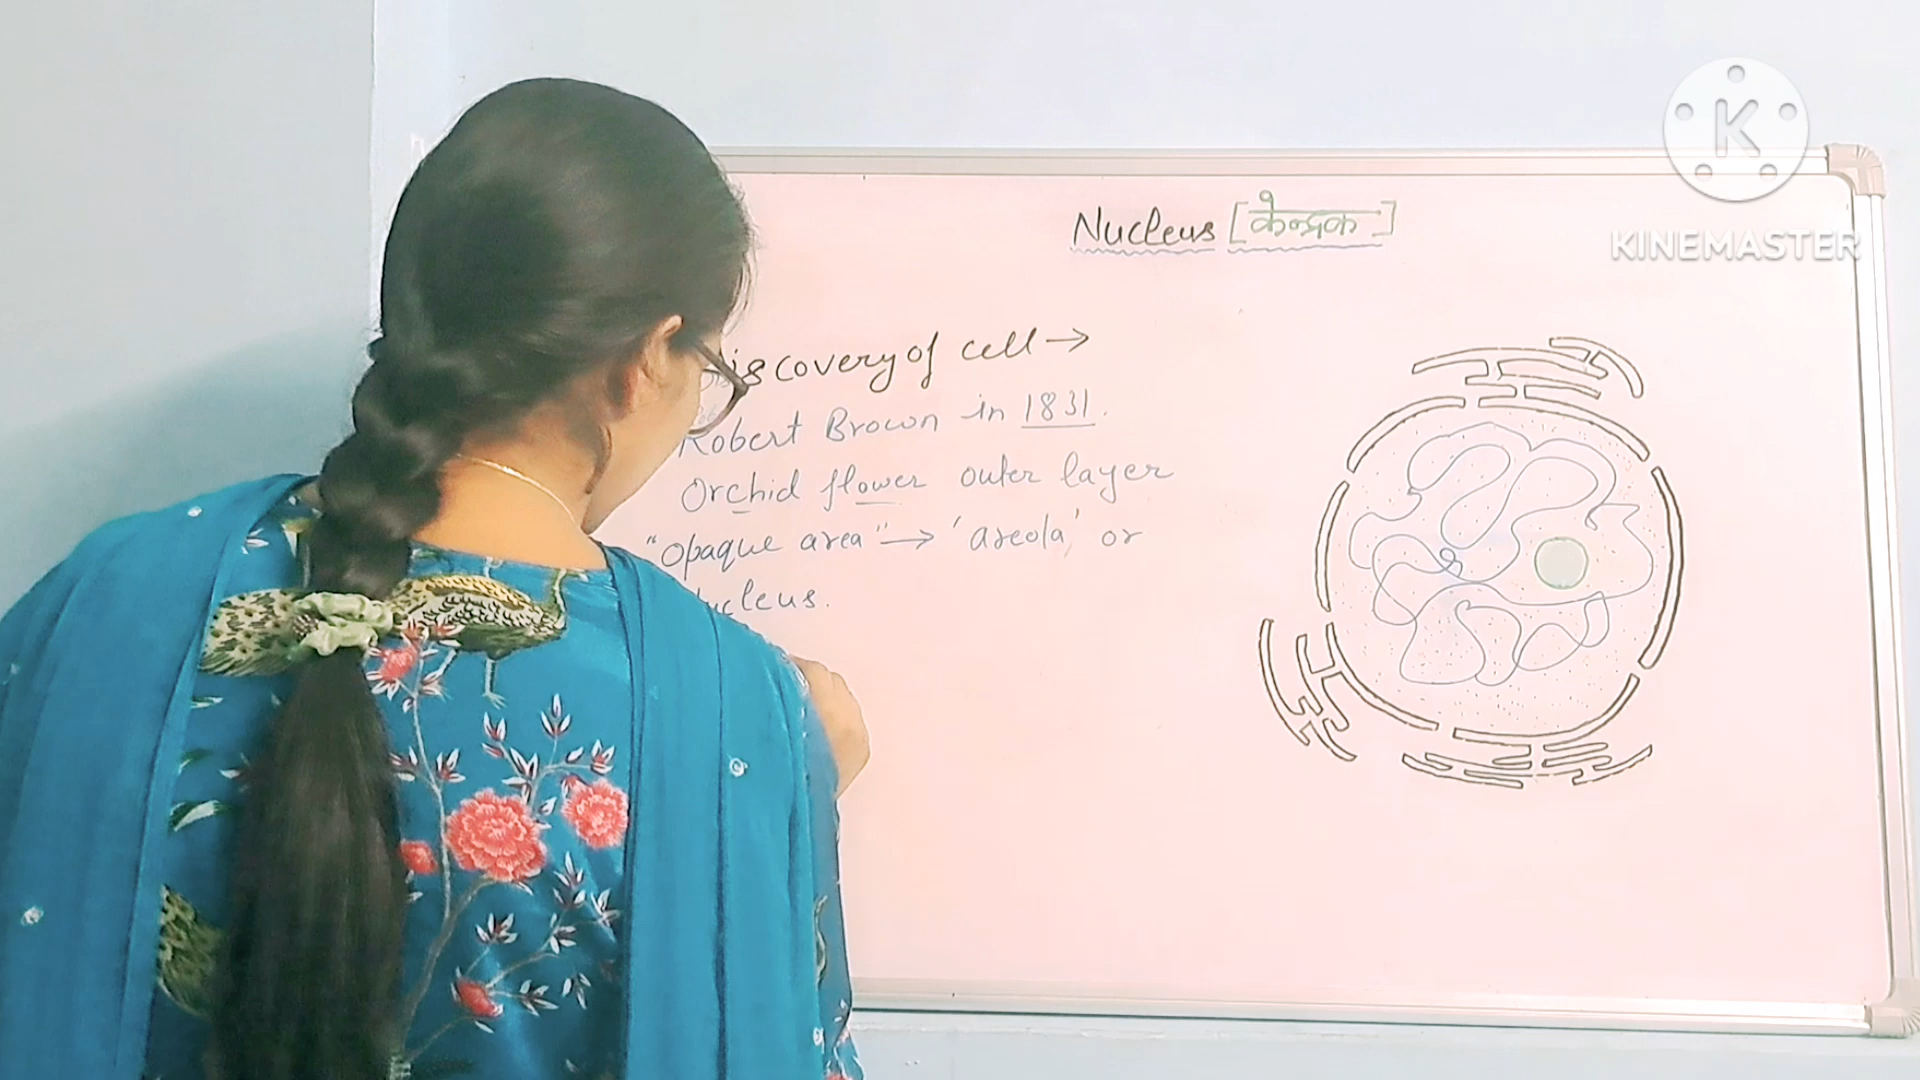 Nucleus [केन्द्रक]
Discovery of cell →
Robert Brown in 1831.
Orchid flower outer layer
"Opaque area" → 'areola' or
Nucleus.
K
KINEMASTER